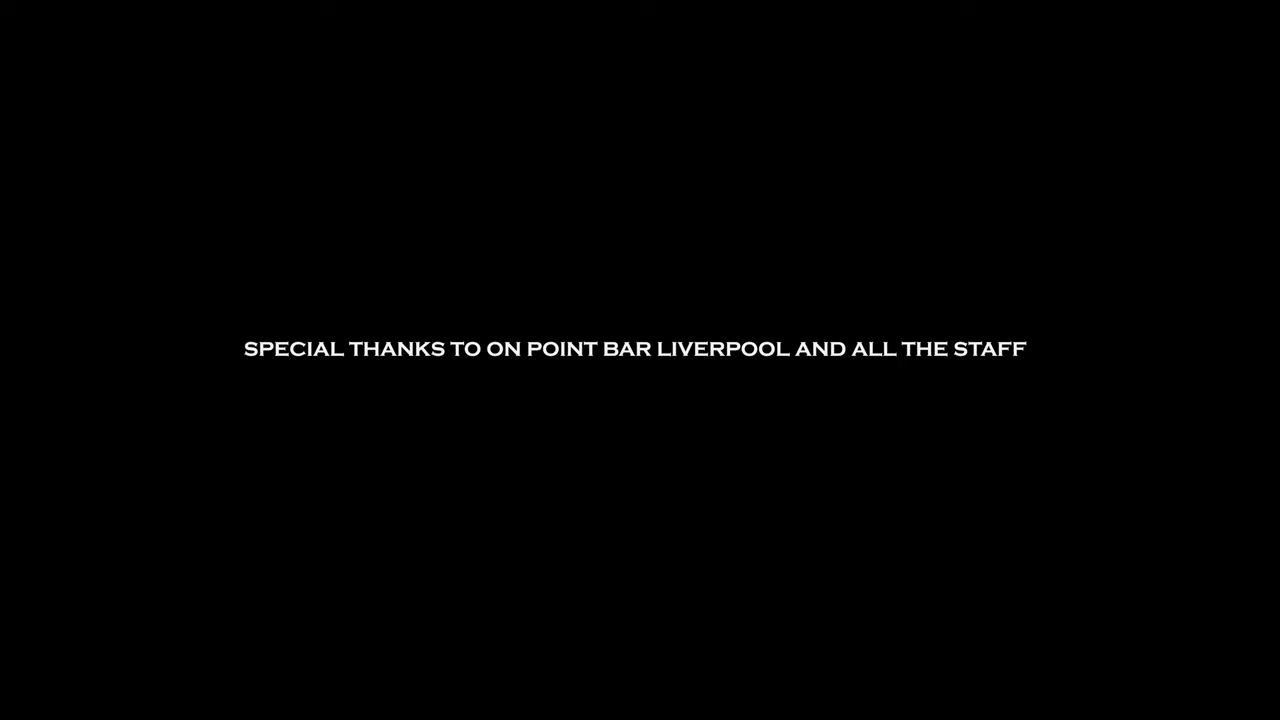 SPECIAL THANKS TO ON POINT BAR LIVERPOOL AND ALL THE STAFF